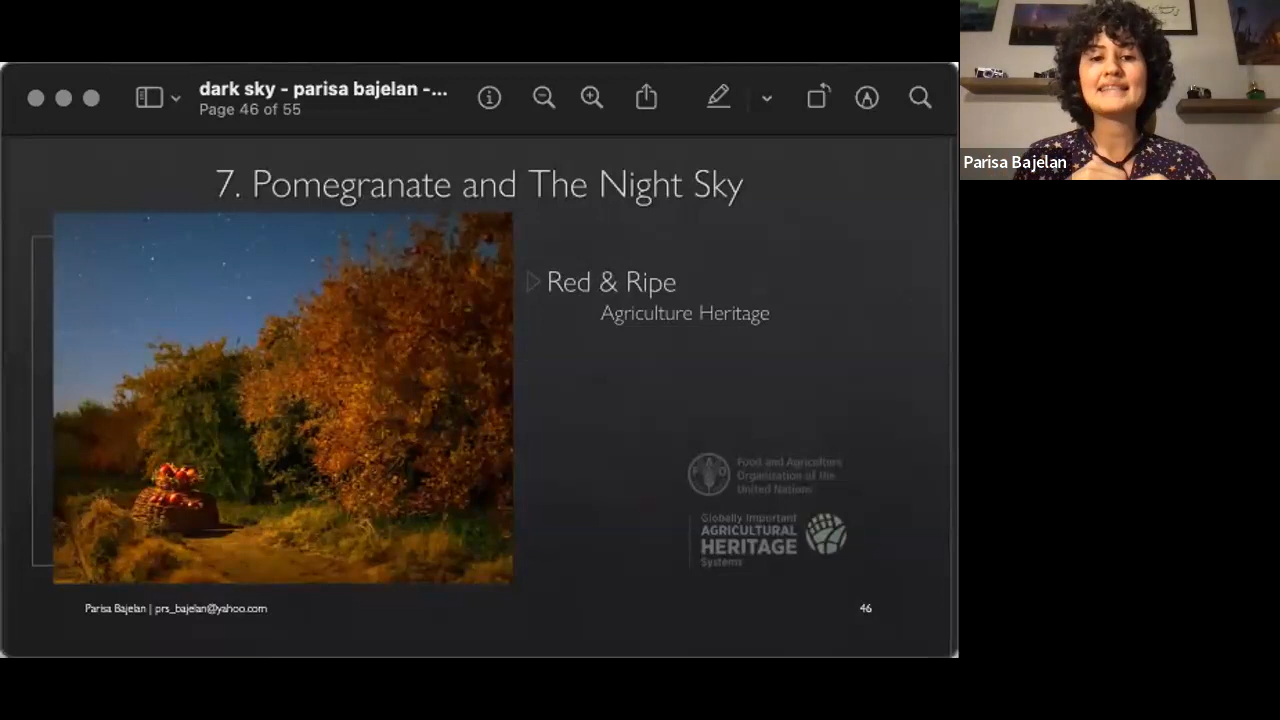 dark sky - parisa bajelan -...
Page 46 of 55
Parisa Bajelan
7. Pomegranate and The Night Sky
Red & Ripe
Agriculture Heritage
FAO
Food and Agriculture
Organization of the
United Nations
Globally Important
AGRICULTURAL
HERITAGE
Systems
Parisa Bajelan | prs_bajelan@yahoo.com
46